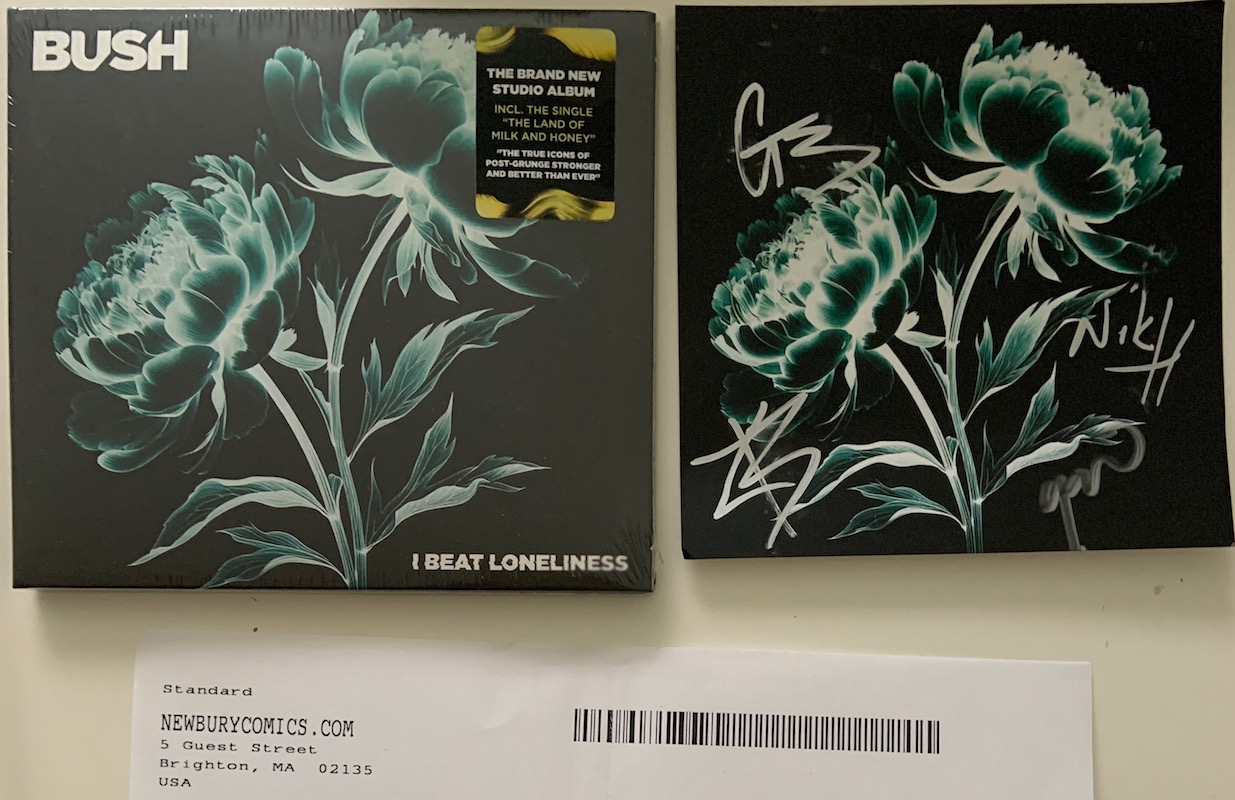 BUSH
THE BRAND NEW
STUDIO ALBUM
INCL. THE SINGLE
"THE LAND OF
MILK AND HONEY"
"THE TRUE ICONS OF
POST-GRUNGE STRONGER
AND BETTER THAN EVER"
I BEAT LONELINESS
Nik H
Standard
NEWBURYCOMICS.COM
5 Guest Street
Brighton, MA 02135
USA